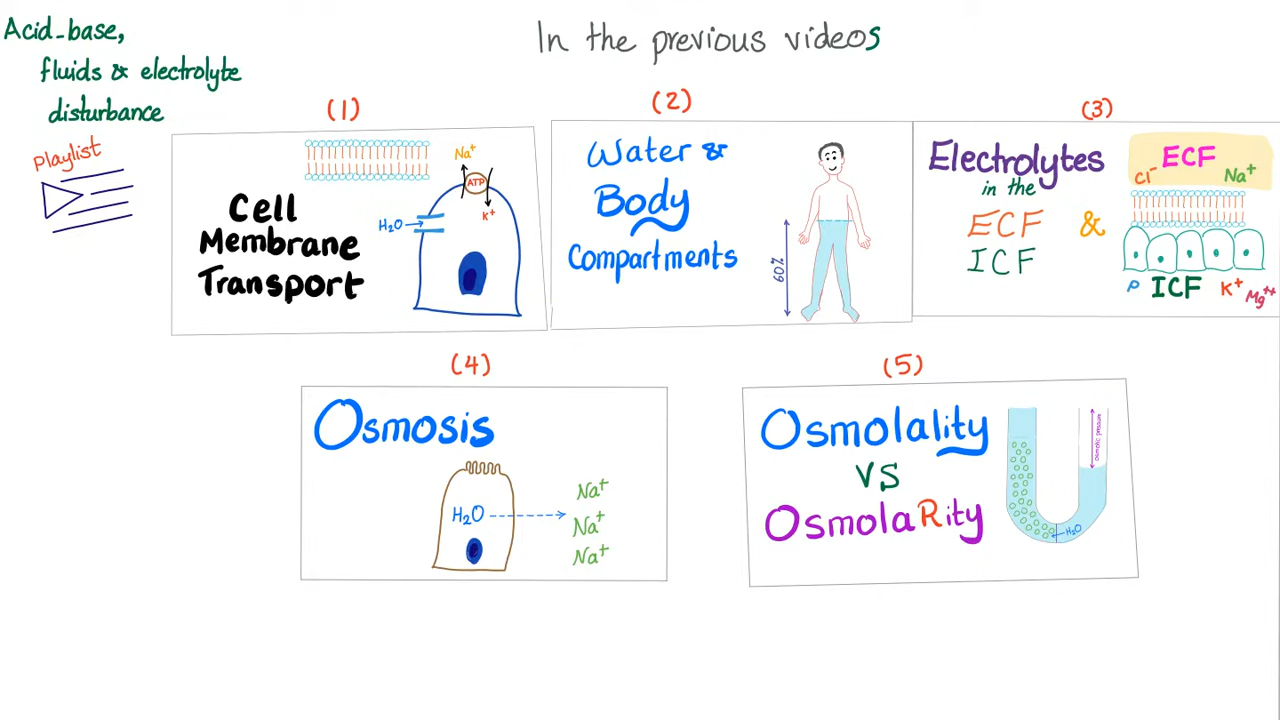 Acid-base,
fluids & electrolyte
disturbance
Playlist
In the previous videos
(1)
Cell
Membrane
Transport
Na⁺
ATP
K⁺
H₂O
(2)
Water &
Body
Compartments
60%
(3)
Electrolytes
in the
ECF &
ICF
ECF
Cl⁻ Na⁺
P ICF K⁺ Mg⁺⁺
(4)
Osmosis
H₂O
Na⁺
Na⁺
Na⁺
(5)
Osmolality
VS
OsmolaRity
osmotic pressure
H₂O